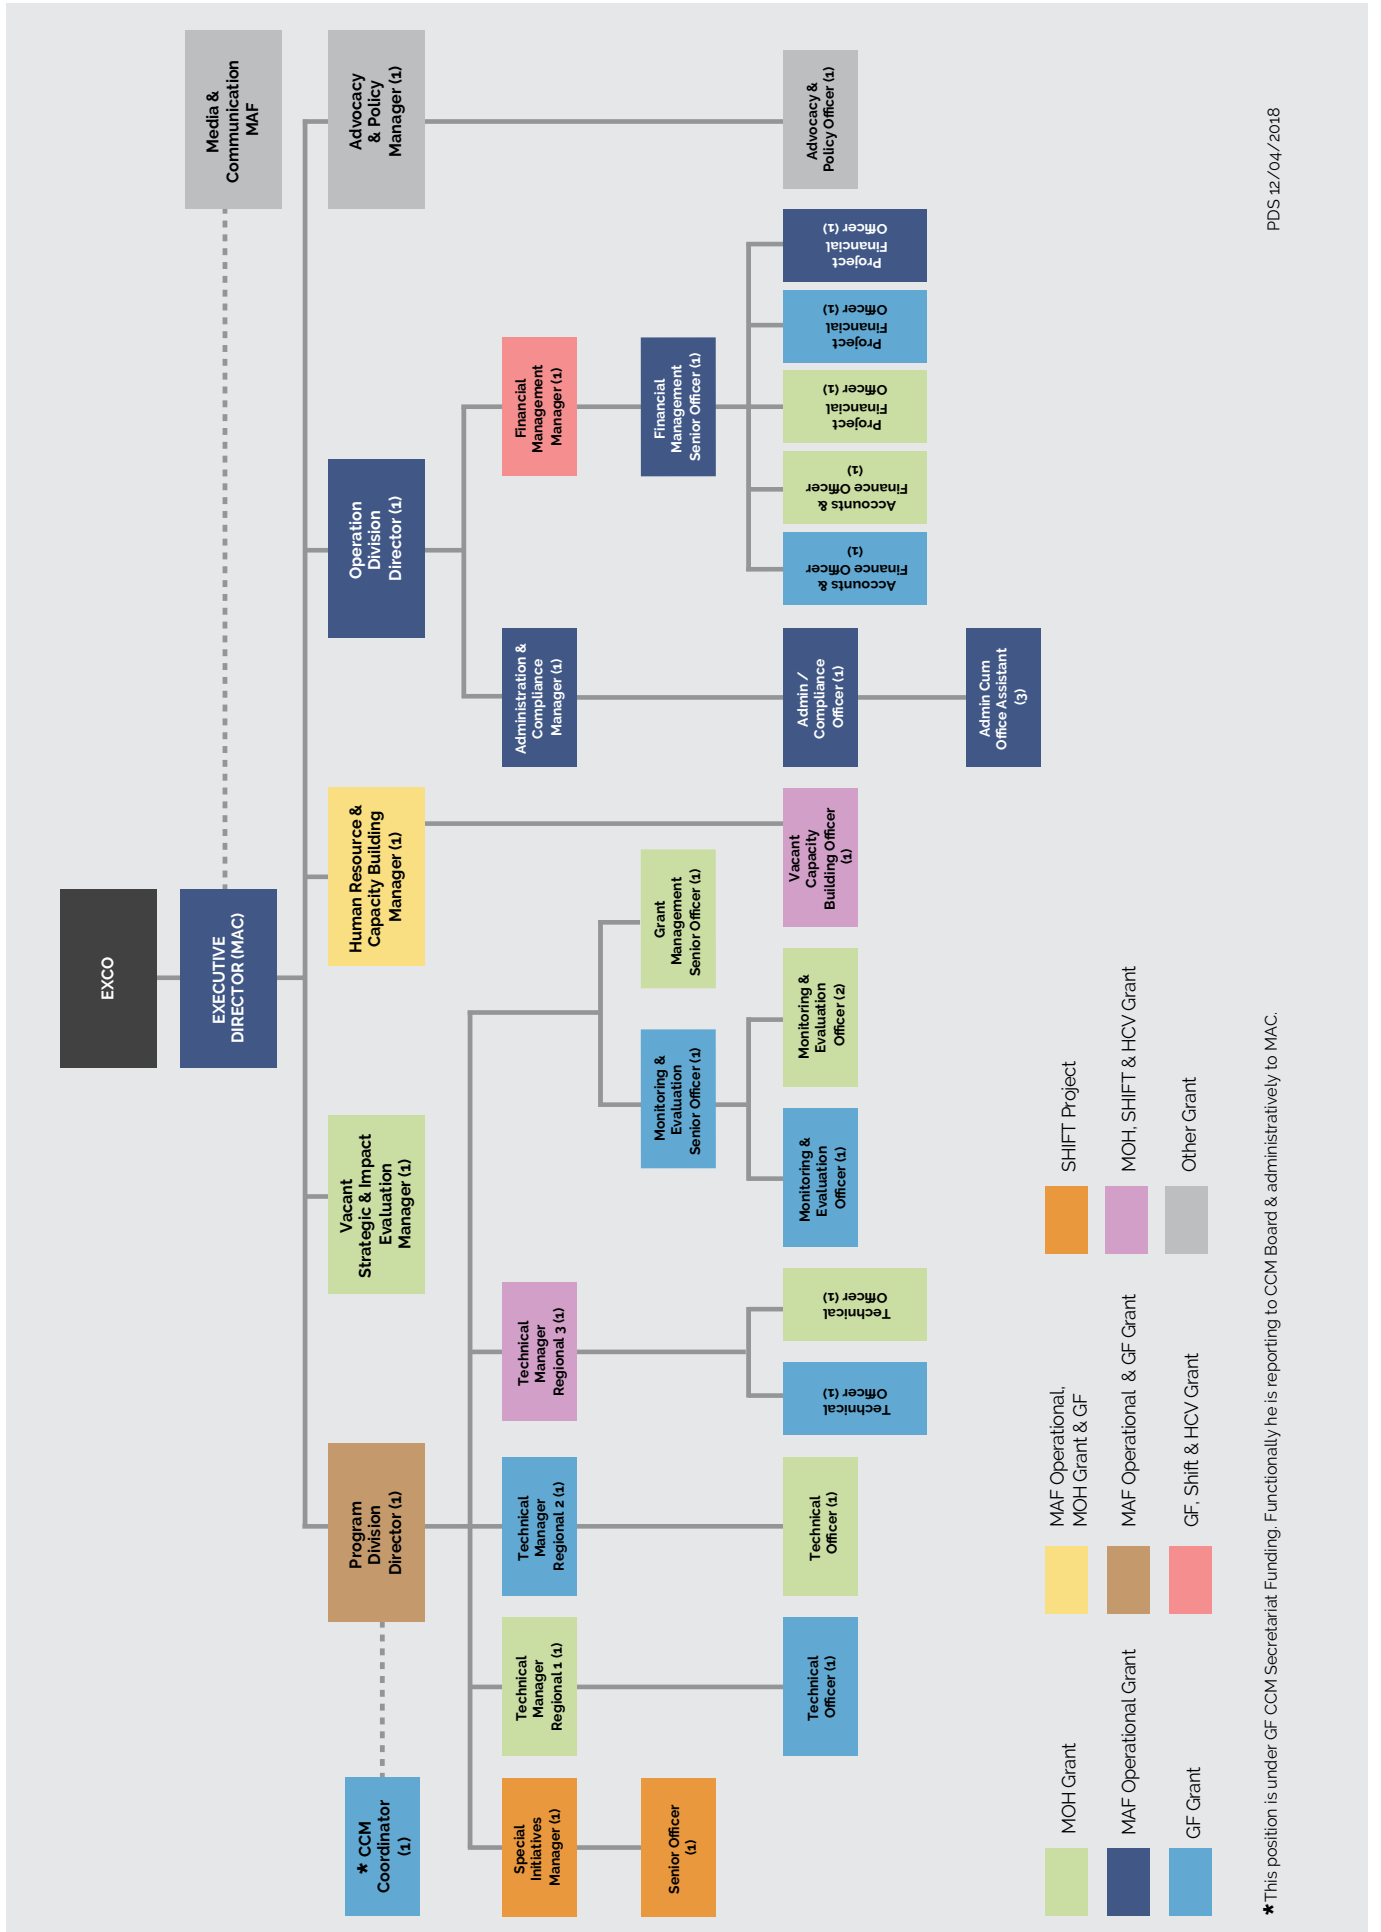 EXCO
EXECUTIVE
DIRECTOR (MAC)
Media &
Communication
MAF
Program
Division
Director (1)
Vacant
Strategic & Impact
Evaluation
Manager (1)
Human Resource &
Capacity Building
Manager (1)
Operation
Division
Director (1)
Advocacy
& Policy
Manager (1)
* CCM
Coordinator
(1)
Special
Initiatives
Manager (1)
Technical
Manager
Regional 1 (1)
Technical
Manager
Regional 2 (1)
Technical
Manager
Regional 3 (1)
Administration &
Compliance
Manager (1)
Financial
Management
Manager (1)
Senior Officer
(1)
Monitoring &
Evaluation
Senior Officer (1)
Grant
Management
Senior Officer (1)
Financial
Management
Senior Officer (1)
Technical
Officer (1)
Technical
Officer (1)
Technical
Officer (1)
Technical
Officer (1)
Monitoring &
Evaluation
Officer (1)
Monitoring &
Evaluation
Officer (2)
Vacant
Capacity
Building Officer
(1)
Admin /
Compliance
Officer (1)
Accounts &
Finance Officer
(1)
Accounts &
Finance Officer
(1)
Project
Financial
Officer (1)
Project
Financial
Officer (1)
Project
Financial
Officer (1)
Advocacy &
Policy Officer (1)
Admin Cum
Office Assistant
(3)
MOH Grant
MAF Operational,
MOH Grant & GF
SHIFT Project
MAF Operational Grant
MAF Operational & GF Grant
MOH, SHIFT & HCV Grant
GF Grant
GF, Shift & HCV Grant
Other Grant
*This position is under GF CCM Secretariat Funding. Functionally he is reporting to CCM Board & administratively to MAC.
PDS 12/04/2018